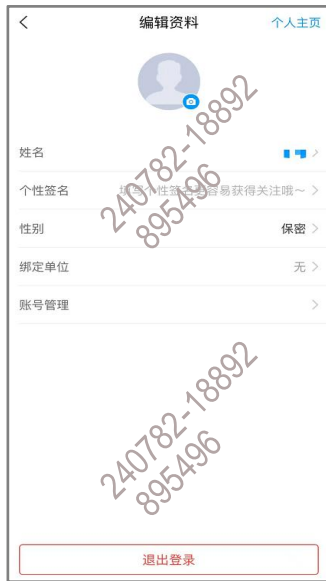 编辑资料
个人主页
姓名
个性签名
填写个性签名更容易获得关注哦～
性别
保密
绑定单位
无
账号管理
240782-18892
895496
240782-18892
895496
退出登录